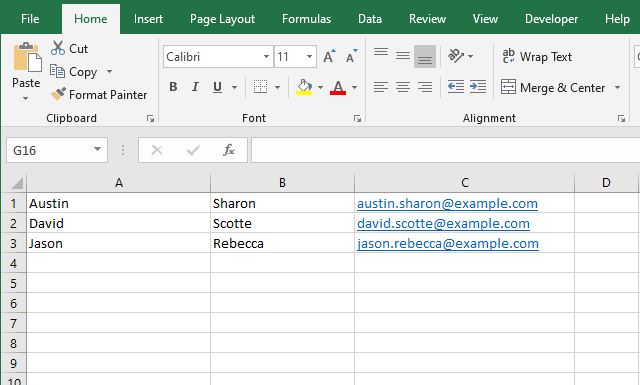 File Home Insert Page Layout Formulas Data Review View Developer Help
Cut
Copy
Format Painter
Paste
Calibri 11 A A
B I U A
ab c Wrap Text
Merge & Center
Clipboard Font Alignment
G16 fx
A B C D
1 Austin Sharon austin.sharon@example.com
2 David Scotte david.scotte@example.com
3 Jason Rebecca jason.rebecca@example.com
4
5
6
7
8
9
10